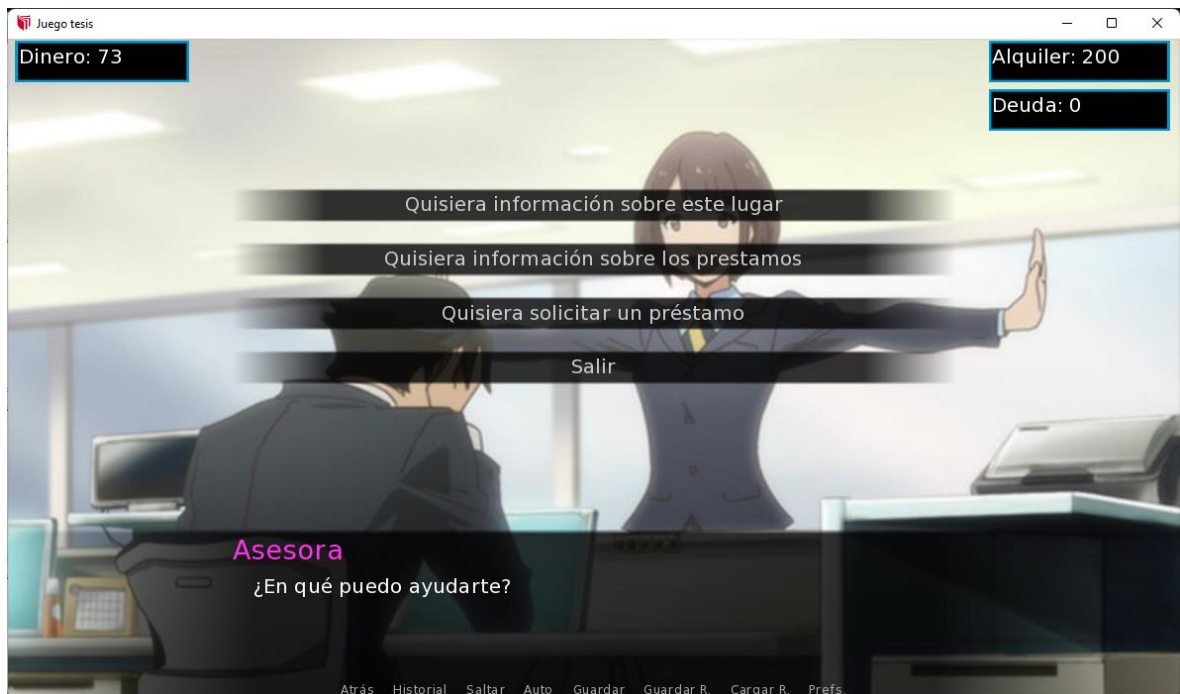 Juego tesis
Dinero: 73
Alquiler: 200
Deuda: 0
Quisiera información sobre este lugar
Quisiera información sobre los prestamos
Quisiera solicitar un préstamo
Salir
Asesora
¿En qué puedo ayudarte?
Atrás Historial Saltar Auto Guardar Guardar R. Cargar R. Prefs.